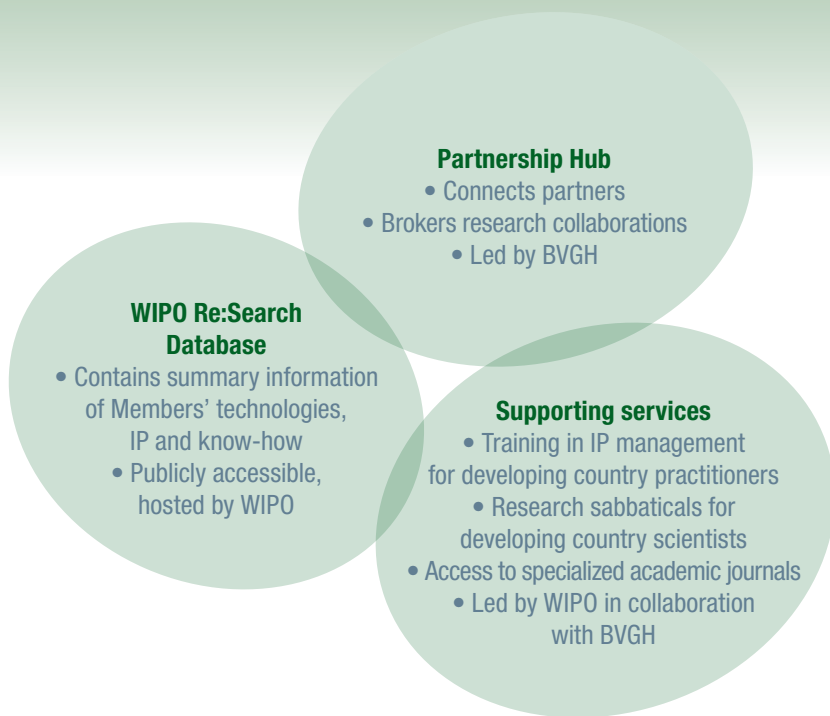 Partnership Hub
• Connects partners
• Brokers research collaborations
• Led by BVGH
WIPO Re:Search
Database
• Contains summary information
of Members’ technologies,
IP and know-how
• Publicly accessible,
hosted by WIPO
Supporting services
• Training in IP management
for developing country practitioners
• Research sabbaticals for
developing country scientists
• Access to specialized academic journals
• Led by WIPO in collaboration
with BVGH